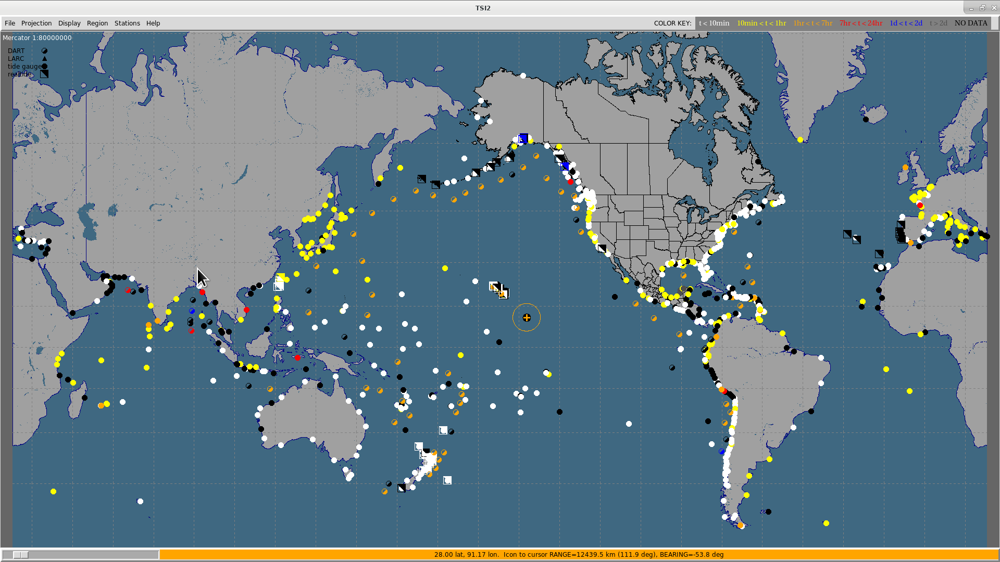 TSI2
File Projection Display Region Stations Help COLOR KEY: t < 10min 10min < t < 1hr 1hr < t < 7hr 7hr < t < 24hr 1d < t < 2d t > 2d NO DATA
Mercator 1:80000000
DART
LARC
tide gauge
realtide
28.00 lat, 91.17 lon. Icon to cursor RANGE=12439.5 km (111.9 deg), BEARING=-53.8 deg